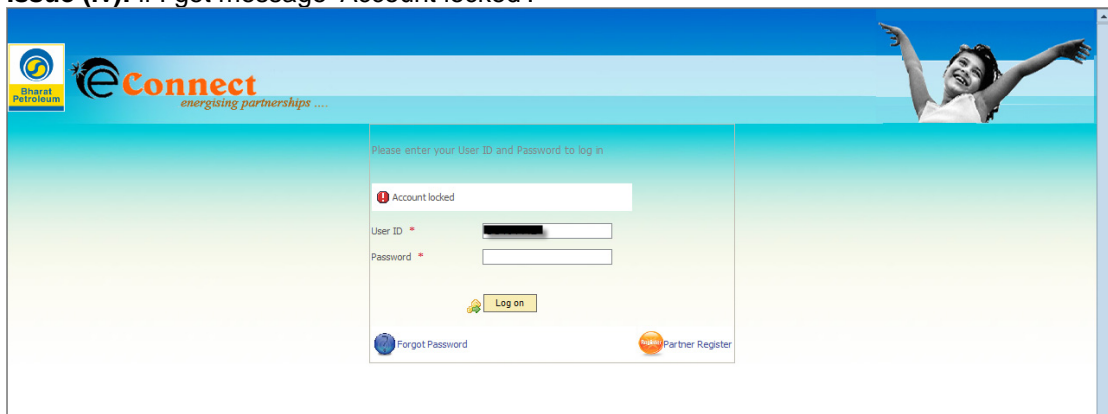 Issue (iv): If I get message 'Account locked'?
Bharat
Petroleum
eConnect
energising partnerships ....
Please enter your User ID and Password to log in
Account locked
User ID *
Password *
Log on
Forgot Password
Partner Register